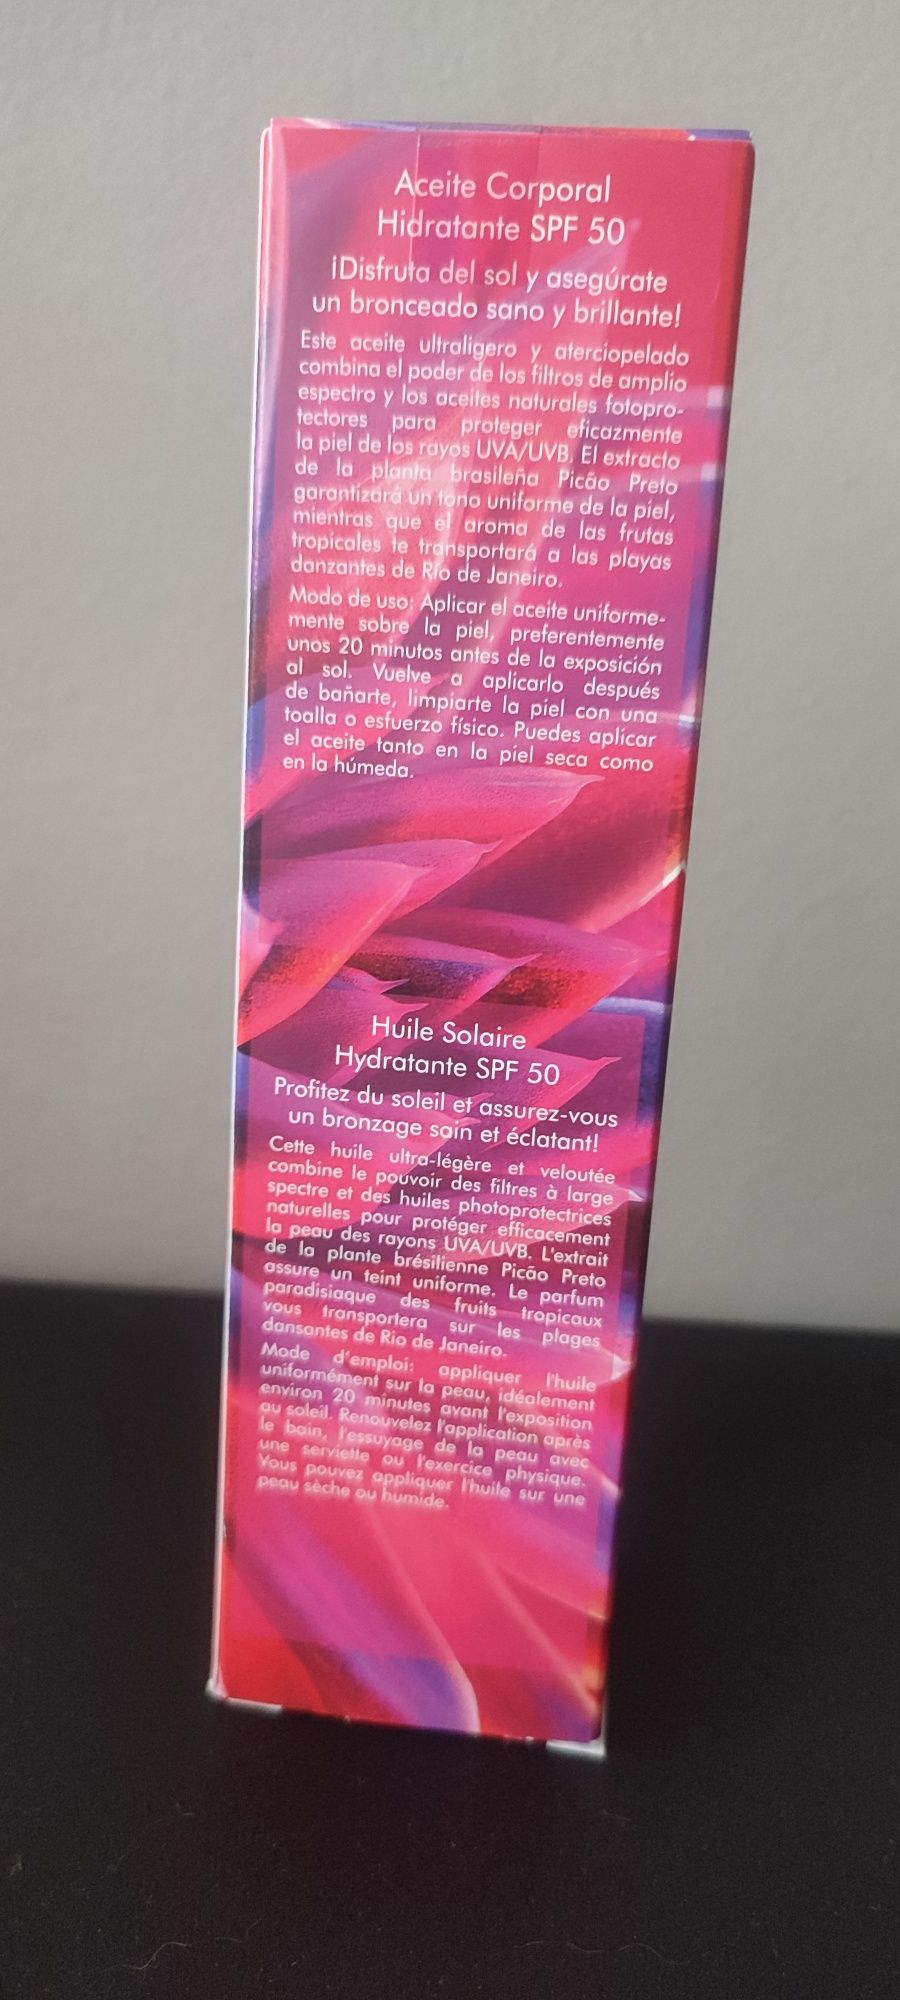 Aceite Corporal
Hidratante SPF 50
¡Disfruta del sol y asegúrate
un bronceado sano y brillante!
Este aceite ultraligero y aterciopelado
combina el poder de los filtros de amplio
espectro y los aceites naturales fotopro-
tectores para proteger eficazmente
la piel de los rayos UVA/UVB. El extracto
de la planta brasileña Picão Preto
garantizará un tono uniforme de la piel,
mientras que el aroma de las frutas
tropicales te transportará a las playas
danzantes de Río de Janeiro.
Modo de uso: Aplicar el aceite uniforme-
mente sobre la piel, preferentemente
unos 20 minutos antes de la exposición
al sol. Vuelve a aplicarlo después
de bañarte, limpiarte la piel con una
toalla o esfuerzo físico. Puedes aplicar
el aceite tanto en la piel seca como
en la húmeda.
Huile Solaire
Hydratante SPF 50
Profitez du soleil et assurez-vous
un bronzage sain et éclatant!
Cette huile ultra-légère et veloutée
combine le pouvoir des filtres à large
spectre et des huiles photoprotectrices
naturelles pour protéger efficacement
la peau des rayons UVA/UVB. L'extrait
de la plante brésilienne Picão Preto
assure un teint uniforme. Le parfum
paradisiaque des fruits tropicaux
vous transportera sur les plages
dansantes de Rio de Janeiro.
Mode d'emploi: appliquer l'huile
uniformément sur la peau, idéalement
environ 20 minutes avant l'exposition
au soleil. Renouvelez l'application après
le bain, l'essuyage de la peau avec
une serviette ou l'exercice physique.
Vous pouvez appliquer l'huile sur une
peau sèche ou humide.